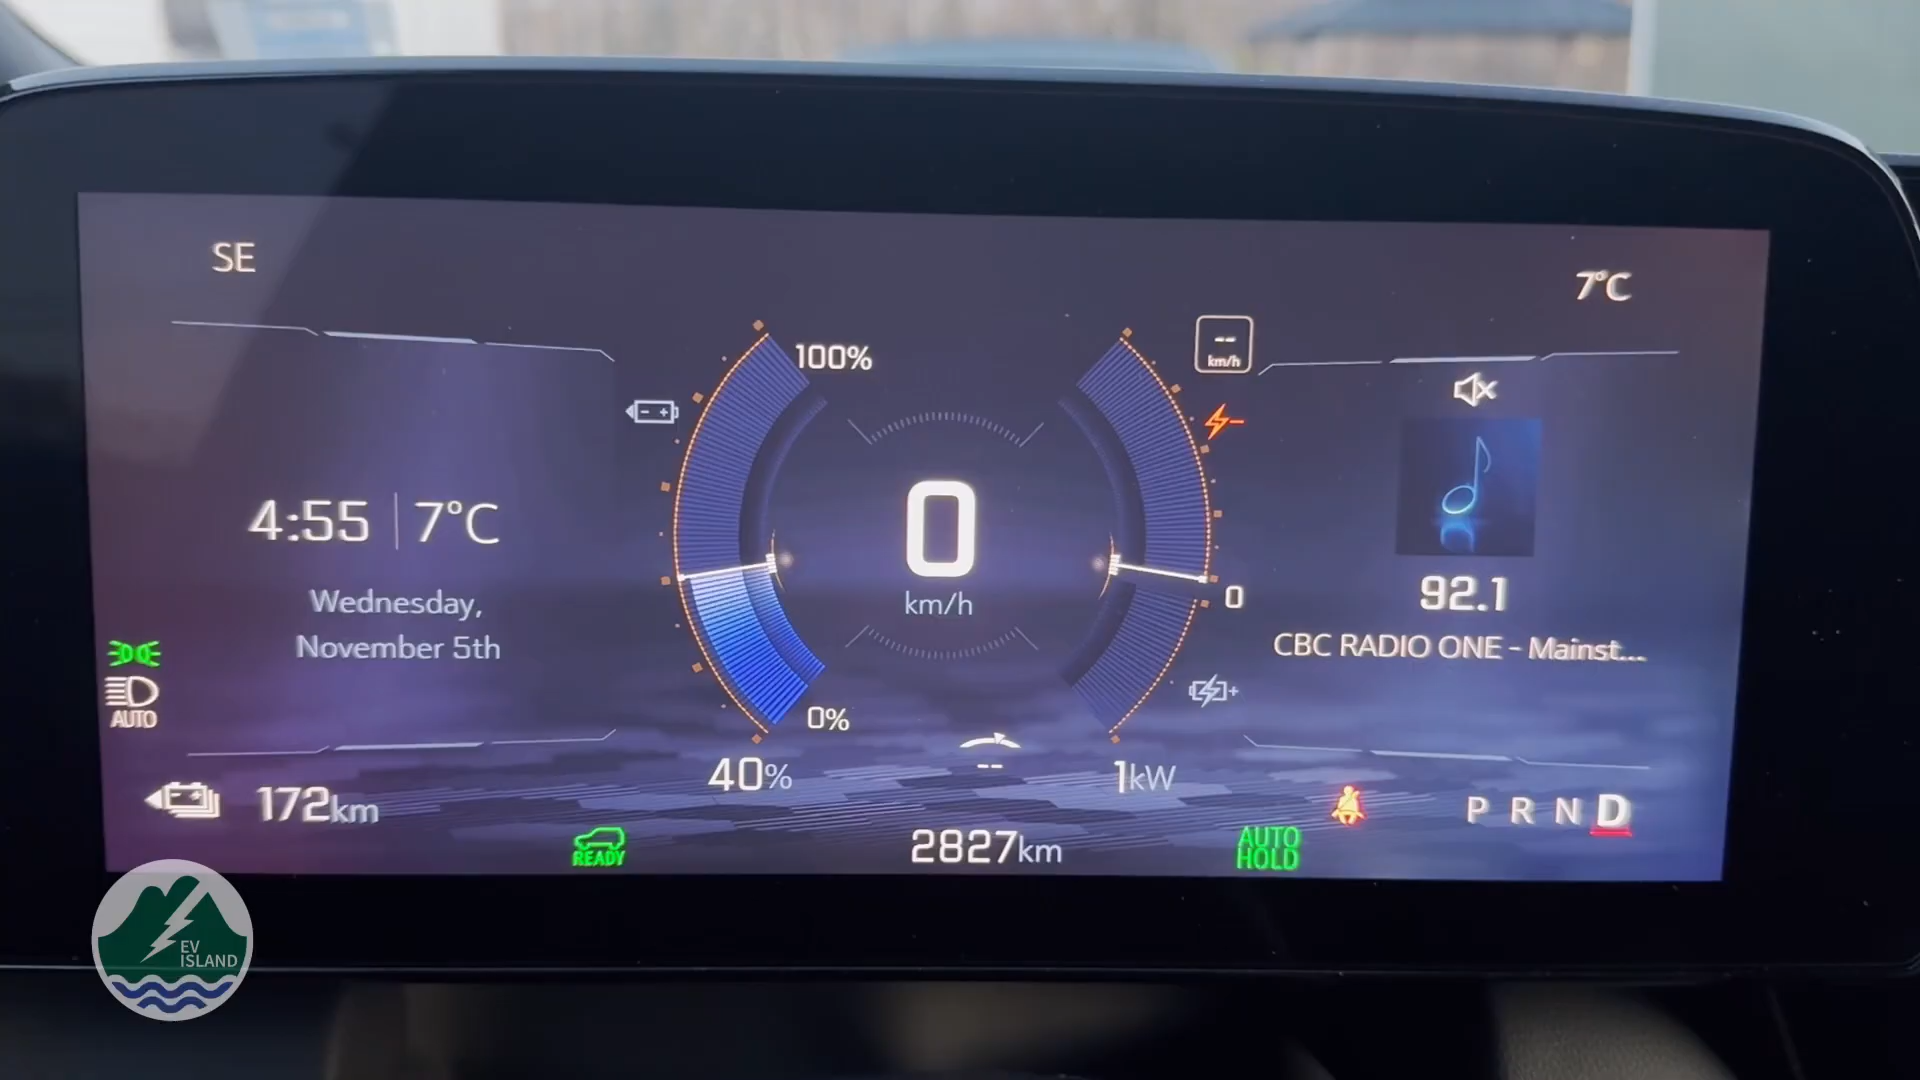 SE
7°C
100%
--
km/h
4:55 7°C
0
km/h
92.1
0
Wednesday,
November 5th
CBC RADIO ONE - Mainst...
AUTO
0%
40%
--
1kW
172km
P R N D
READY
2827km
AUTO
HOLD
EV
ISLAND